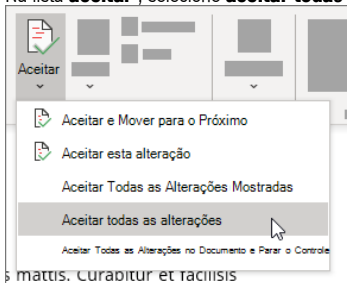 Na lista aceitar , selecione aceitar todas
Aceitar
Aceitar e Mover para o Próximo
Aceitar esta alteração
Aceitar Todas as Alterações Mostradas
Aceitar todas as alterações
Aceitar Todas as Alterações no Documento e Parar o Controle
mattis. Curabitur et facilisis